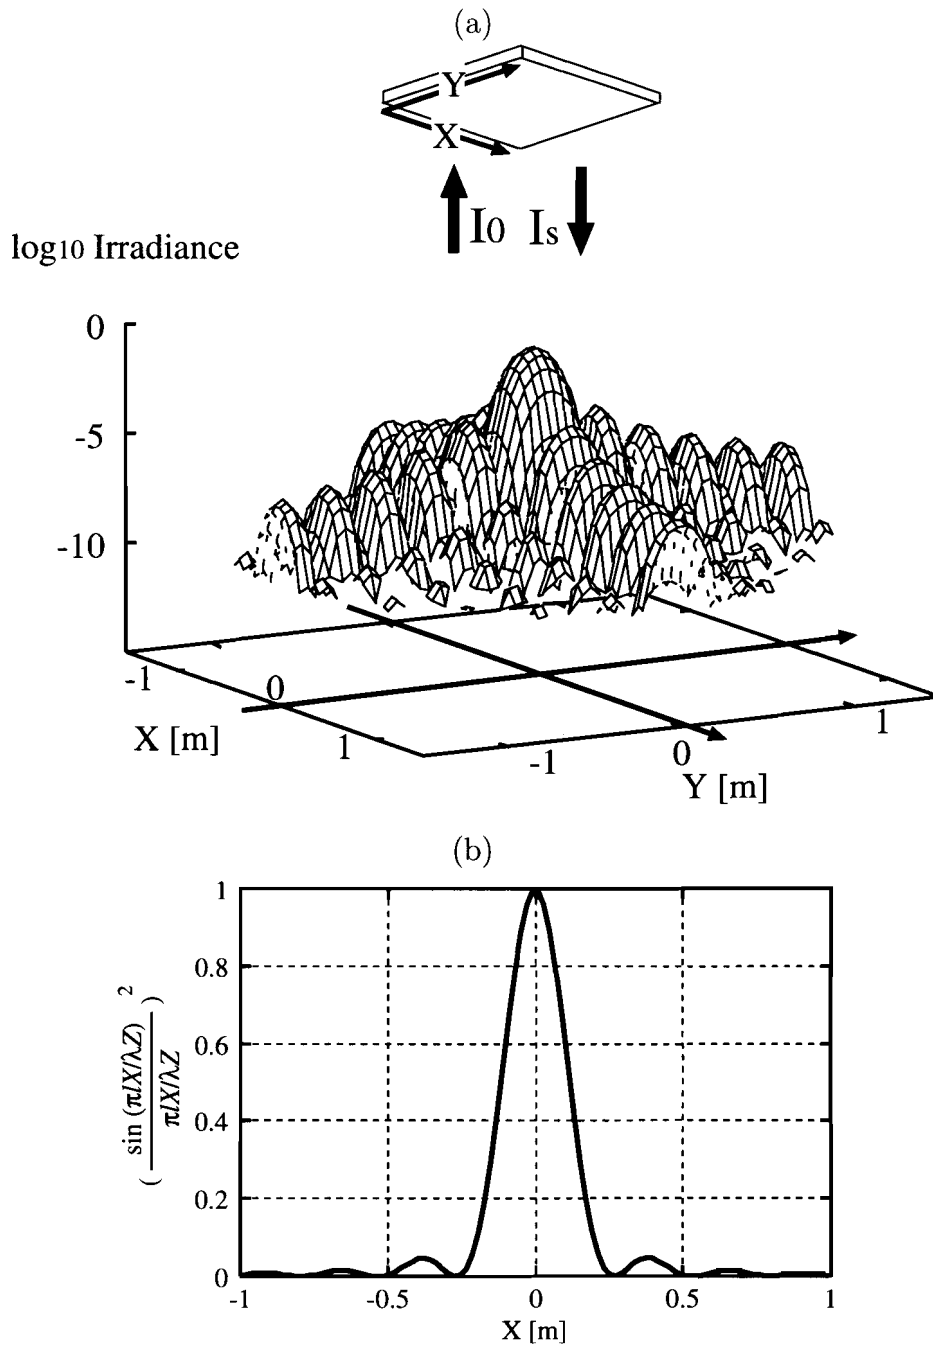 (a)
Y
X
I0 Is
log10 Irradiance
0
-5
-10
-1
0
1
X [m]
-1
0
1
Y [m]
(b)
( sin (πlX/λZ) / πlX/λZ )²
1
0.8
0.6
0.4
0.2
0
-1 -0.5 0 0.5 1
X [m]